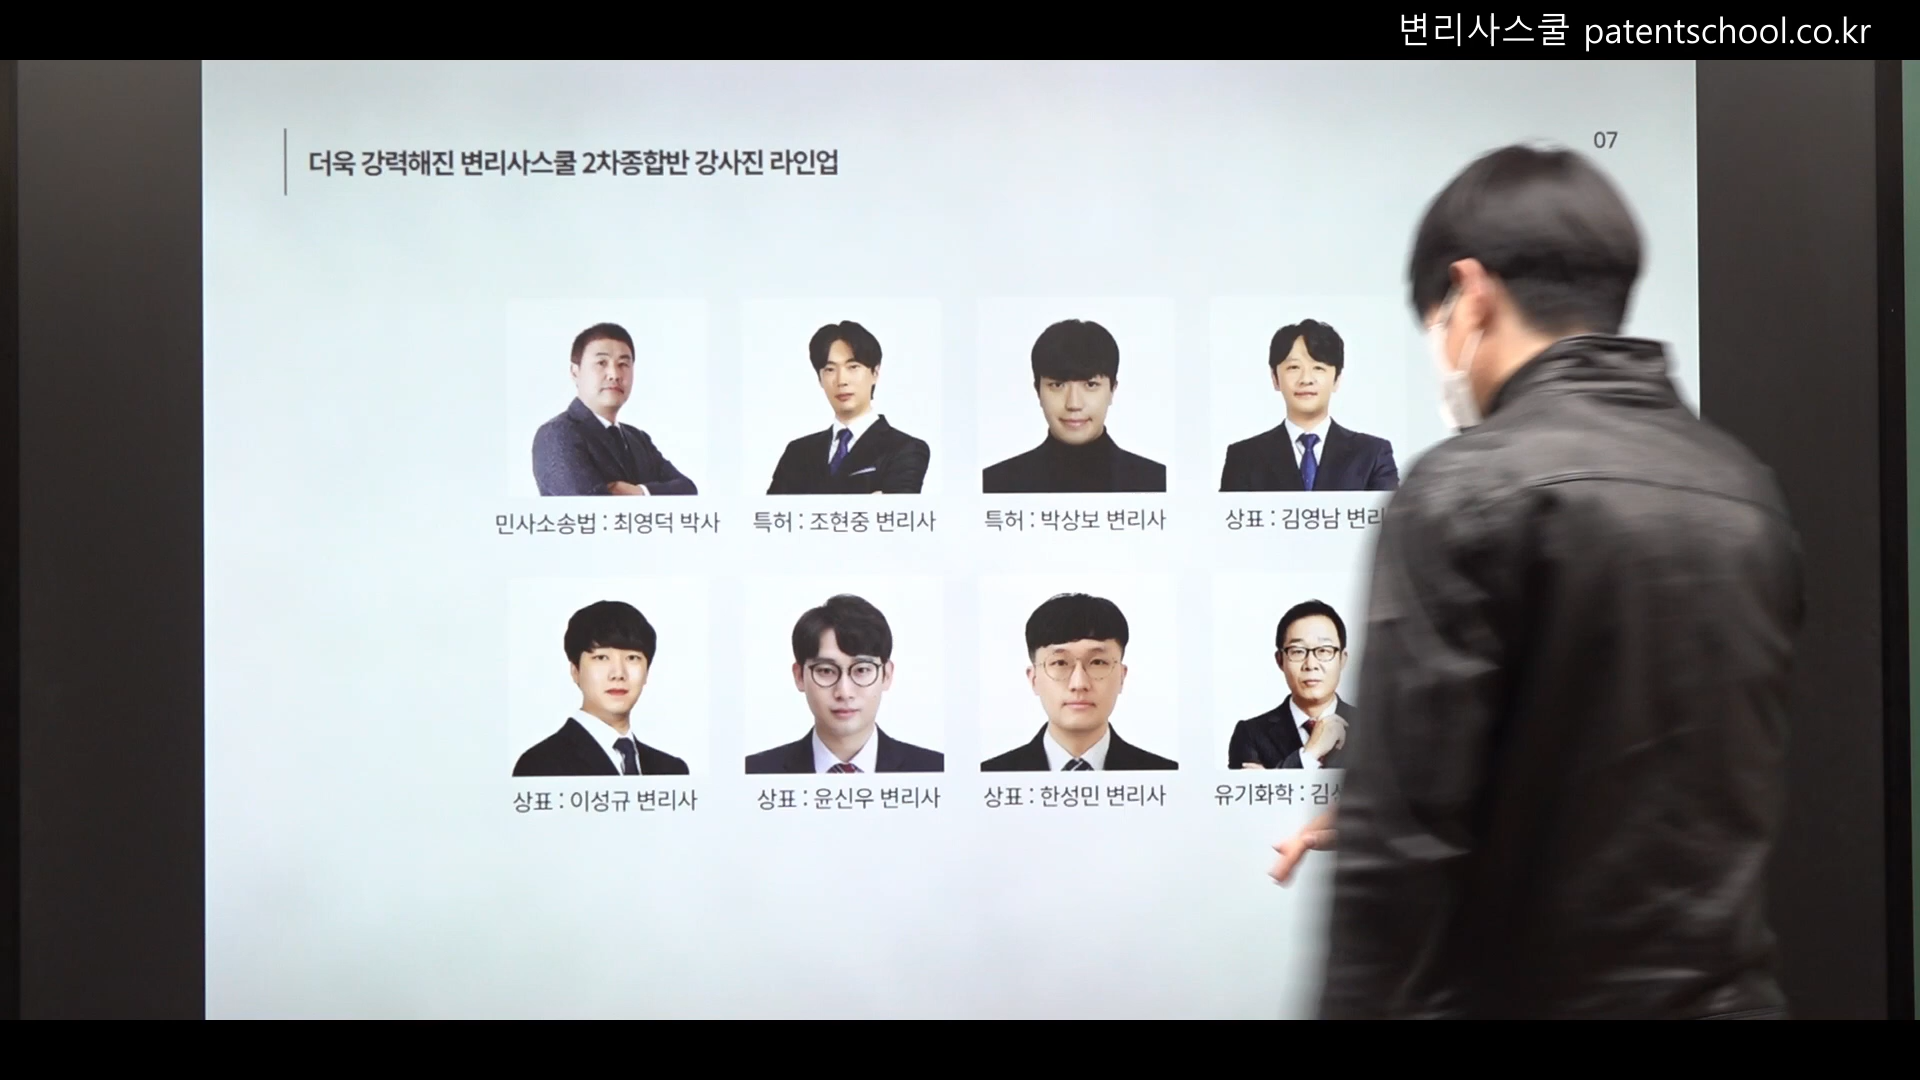 변리사스쿨 patentschool.co.kr
07
더욱 강력해진 변리사스쿨 2차종합반 강사진 라인업
민사소송법 : 최영덕 박사
특허 : 조현중 변리사
특허 : 박상보 변리사
상표 : 김영남 변리
상표 : 이성규 변리사
상표 : 윤신우 변리사
상표 : 한성민 변리사
유기화학 :